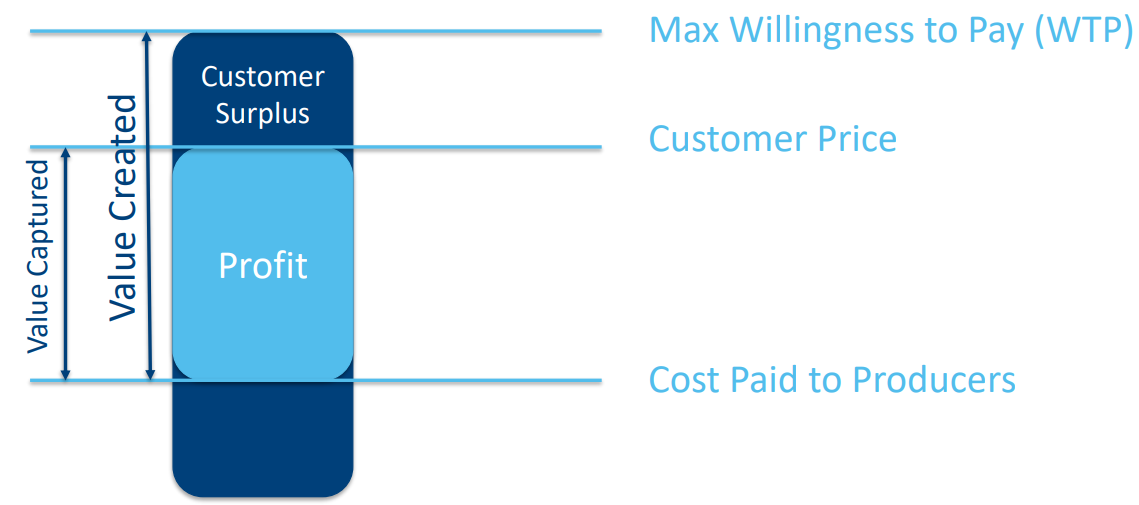 Max Willingness to Pay (WTP)
Customer
Surplus
Customer Price
Value Created
Value Captured
Profit
Cost Paid to Producers